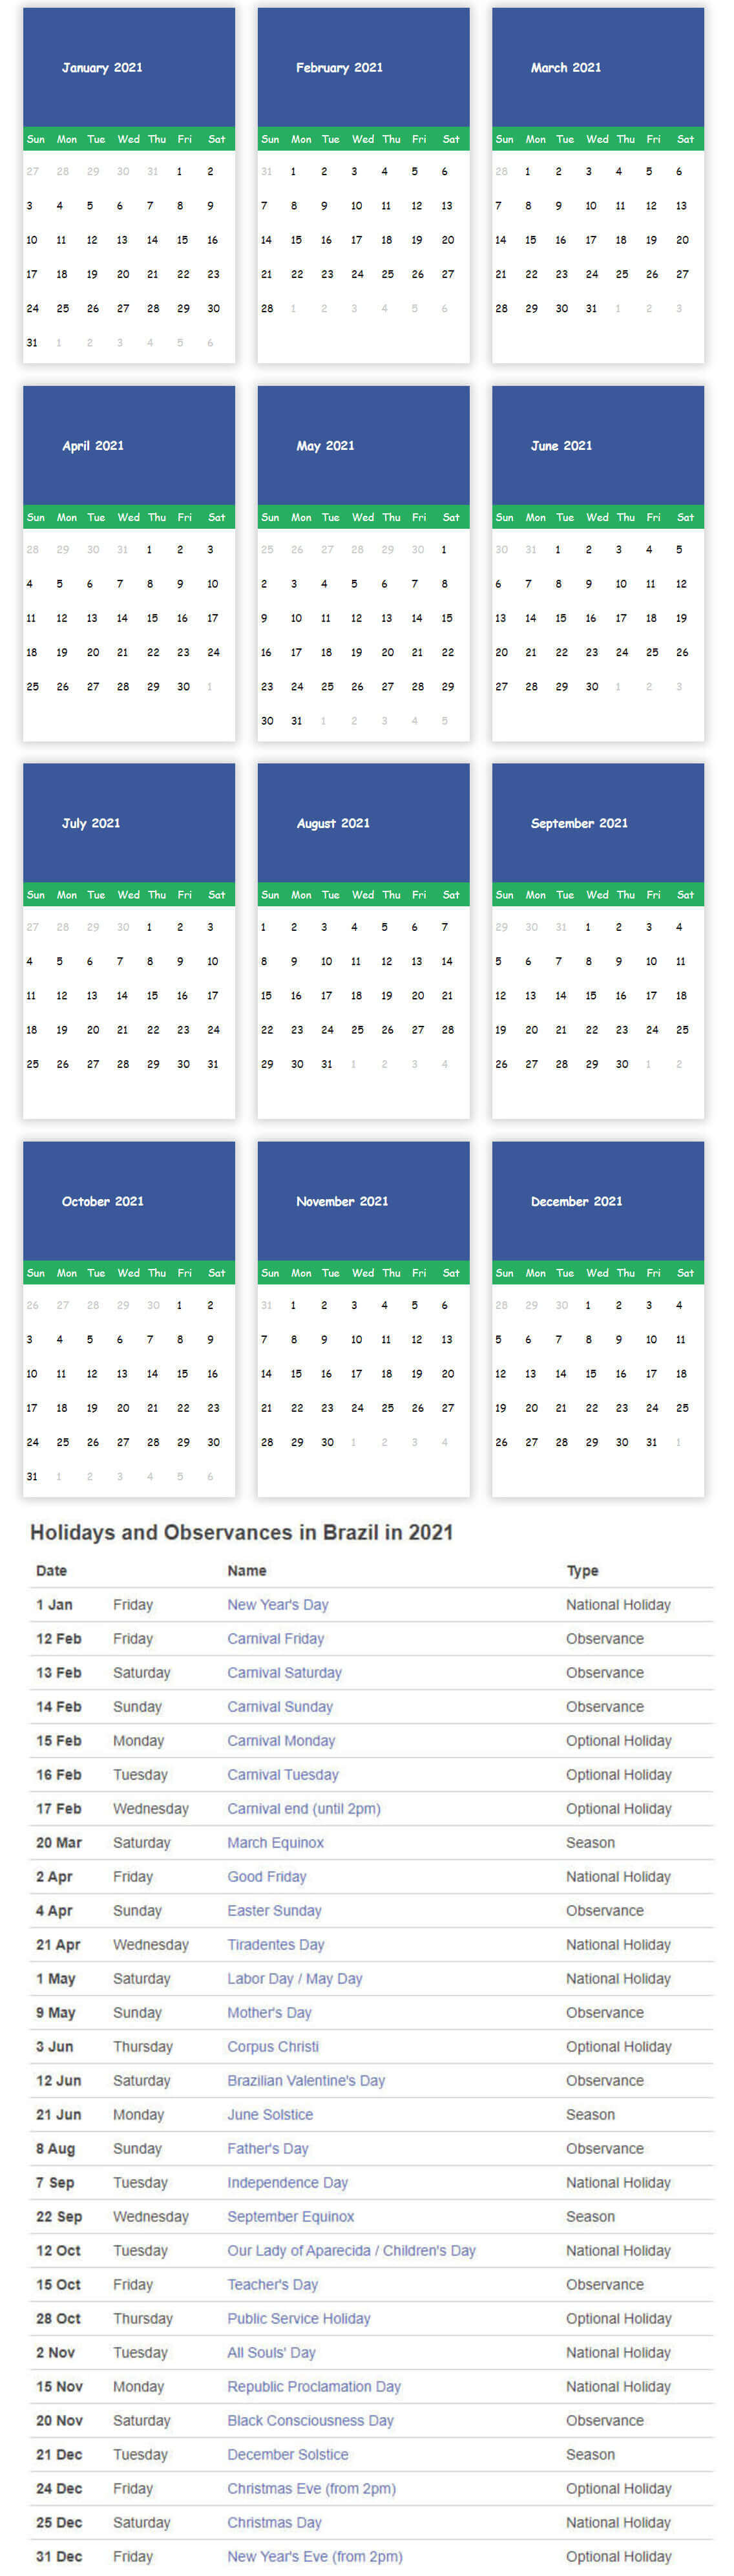 January 2021 February 2021 March 2021
Sun Mon Tue Wed Thu Fri Sat Sun Mon Tue Wed Thu Fri Sat Sun Mon Tue Wed Thu Fri Sat
27 28 29 30 31 1 2 31 1 2 3 4 5 6 28 1 2 3 4 5 6
3 4 5 6 7 8 9 7 8 9 10 11 12 13 7 8 9 10 11 12 13
10 11 12 13 14 15 16 14 15 16 17 18 19 20 14 15 16 17 18 19 20
17 18 19 20 21 22 23 21 22 23 24 25 26 27 21 22 23 24 25 26 27
24 25 26 27 28 29 30 28 1 2 3 4 5 6 28 29 30 31 1 2 3
31 1 2 3 4 5 6
April 2021 May 2021 June 2021
Sun Mon Tue Wed Thu Fri Sat Sun Mon Tue Wed Thu Fri Sat Sun Mon Tue Wed Thu Fri Sat
28 29 30 31 1 2 3 25 26 27 28 29 30 1 30 31 1 2 3 4 5
4 5 6 7 8 9 10 2 3 4 5 6 7 8 6 7 8 9 10 11 12
11 12 13 14 15 16 17 9 10 11 12 13 14 15 13 14 15 16 17 18 19
18 19 20 21 22 23 24 16 17 18 19 20 21 22 20 21 22 23 24 25 26
25 26 27 28 29 30 1 23 24 25 26 27 28 29 27 28 29 30 1 2 3
30 31 1 2 3 4 5
July 2021 August 2021 September 2021
Sun Mon Tue Wed Thu Fri Sat Sun Mon Tue Wed Thu Fri Sat Sun Mon Tue Wed Thu Fri Sat
27 28 29 30 1 2 3 1 2 3 4 5 6 7 29 30 31 1 2 3 4
4 5 6 7 8 9 10 8 9 10 11 12 13 14 5 6 7 8 9 10 11
11 12 13 14 15 16 17 15 16 17 18 19 20 21 12 13 14 15 16 17 18
18 19 20 21 22 23 24 22 23 24 25 26 27 28 19 20 21 22 23 24 25
25 26 27 28 29 30 31 29 30 31 1 2 3 4 26 27 28 29 30 1 2
October 2021 November 2021 December 2021
Sun Mon Tue Wed Thu Fri Sat Sun Mon Tue Wed Thu Fri Sat Sun Mon Tue Wed Thu Fri Sat
26 27 28 29 30 1 2 31 1 2 3 4 5 6 28 29 30 1 2 3 4
3 4 5 6 7 8 9 7 8 9 10 11 12 13 5 6 7 8 9 10 11
10 11 12 13 14 15 16 14 15 16 17 18 19 20 12 13 14 15 16 17 18
17 18 19 20 21 22 23 21 22 23 24 25 26 27 19 20 21 22 23 24 25
24 25 26 27 28 29 30 28 29 30 1 2 3 4 26 27 28 29 30 31 1
31 1 2 3 4 5 6
Holidays and Observances in Brazil in 2021
Date Name Type
1 Jan Friday New Year's Day National Holiday
12 Feb Friday Carnival Friday Observance
13 Feb Saturday Carnival Saturday Observance
14 Feb Sunday Carnival Sunday Observance
15 Feb Monday Carnival Monday Optional Holiday
16 Feb Tuesday Carnival Tuesday Optional Holiday
17 Feb Wednesday Carnival end (until 2pm) Optional Holiday
20 Mar Saturday March Equinox Season
2 Apr Friday Good Friday National Holiday
4 Apr Sunday Easter Sunday Observance
21 Apr Wednesday Tiradentes Day National Holiday
1 May Saturday Labor Day / May Day National Holiday
9 May Sunday Mother's Day Observance
3 Jun Thursday Corpus Christi Optional Holiday
12 Jun Saturday Brazilian Valentine's Day Observance
21 Jun Monday June Solstice Season
8 Aug Sunday Father's Day Observance
7 Sep Tuesday Independence Day National Holiday
22 Sep Wednesday September Equinox Season
12 Oct Tuesday Our Lady of Aparecida / Children's Day National Holiday
15 Oct Friday Teacher's Day Observance
28 Oct Thursday Public Service Holiday Optional Holiday
2 Nov Tuesday All Souls' Day National Holiday
15 Nov Monday Republic Proclamation Day National Holiday
20 Nov Saturday Black Consciousness Day Observance
21 Dec Tuesday December Solstice Season
24 Dec Friday Christmas Eve (from 2pm) Optional Holiday
25 Dec Saturday Christmas Day National Holiday
31 Dec Friday New Year's Eve (from 2pm) Optional Holiday